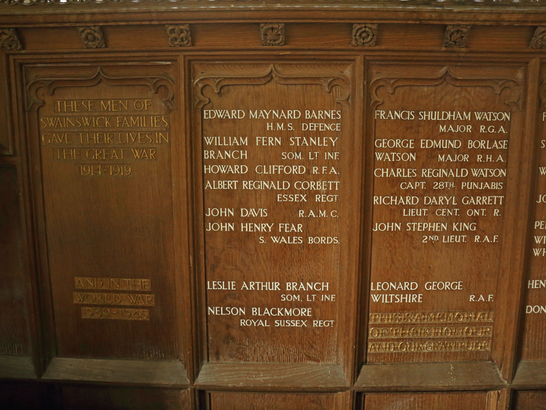 THESE MEN OF
SWAINSWICK FAMILIES
GAVE THEIR LIVES IN
THE GREAT WAR
1914-1919
AND IN THE
WORLD WAR
EDWARD MAYNARD BARNES
H.M.S. DEFENCE
WILLIAM FERN STANLEY
BRANCH SOM. LT INF.
HOWARD CLIFFORD R.F.A.
ALBERT REGINALD CORBETT
ESSEX REGT
JOHN DAVIS R.A.M.C.
JOHN HENRY FEAR
S. WALES BORDS.
LESLIE ARTHUR BRANCH
SOM. LT INF.
NELSON BLACKMORE
ROYAL SUSSEX REGT
FRANCIS SHULDHAM WATSON
MAJOR R.G.A.
GEORGE EDMUND BORLASE
WATSON MAJOR R.H.A.
CHARLES REGINALD WATSON
CAPT. 28TH PUNJABIS
RICHARD DARYL GARRETT
LIEUT. CENT. ONT. R.
JOHN STEPHEN KING
2ND LIEUT. R.A.F.
LEONARD GEORGE
WILTSHIRE R.A.F.